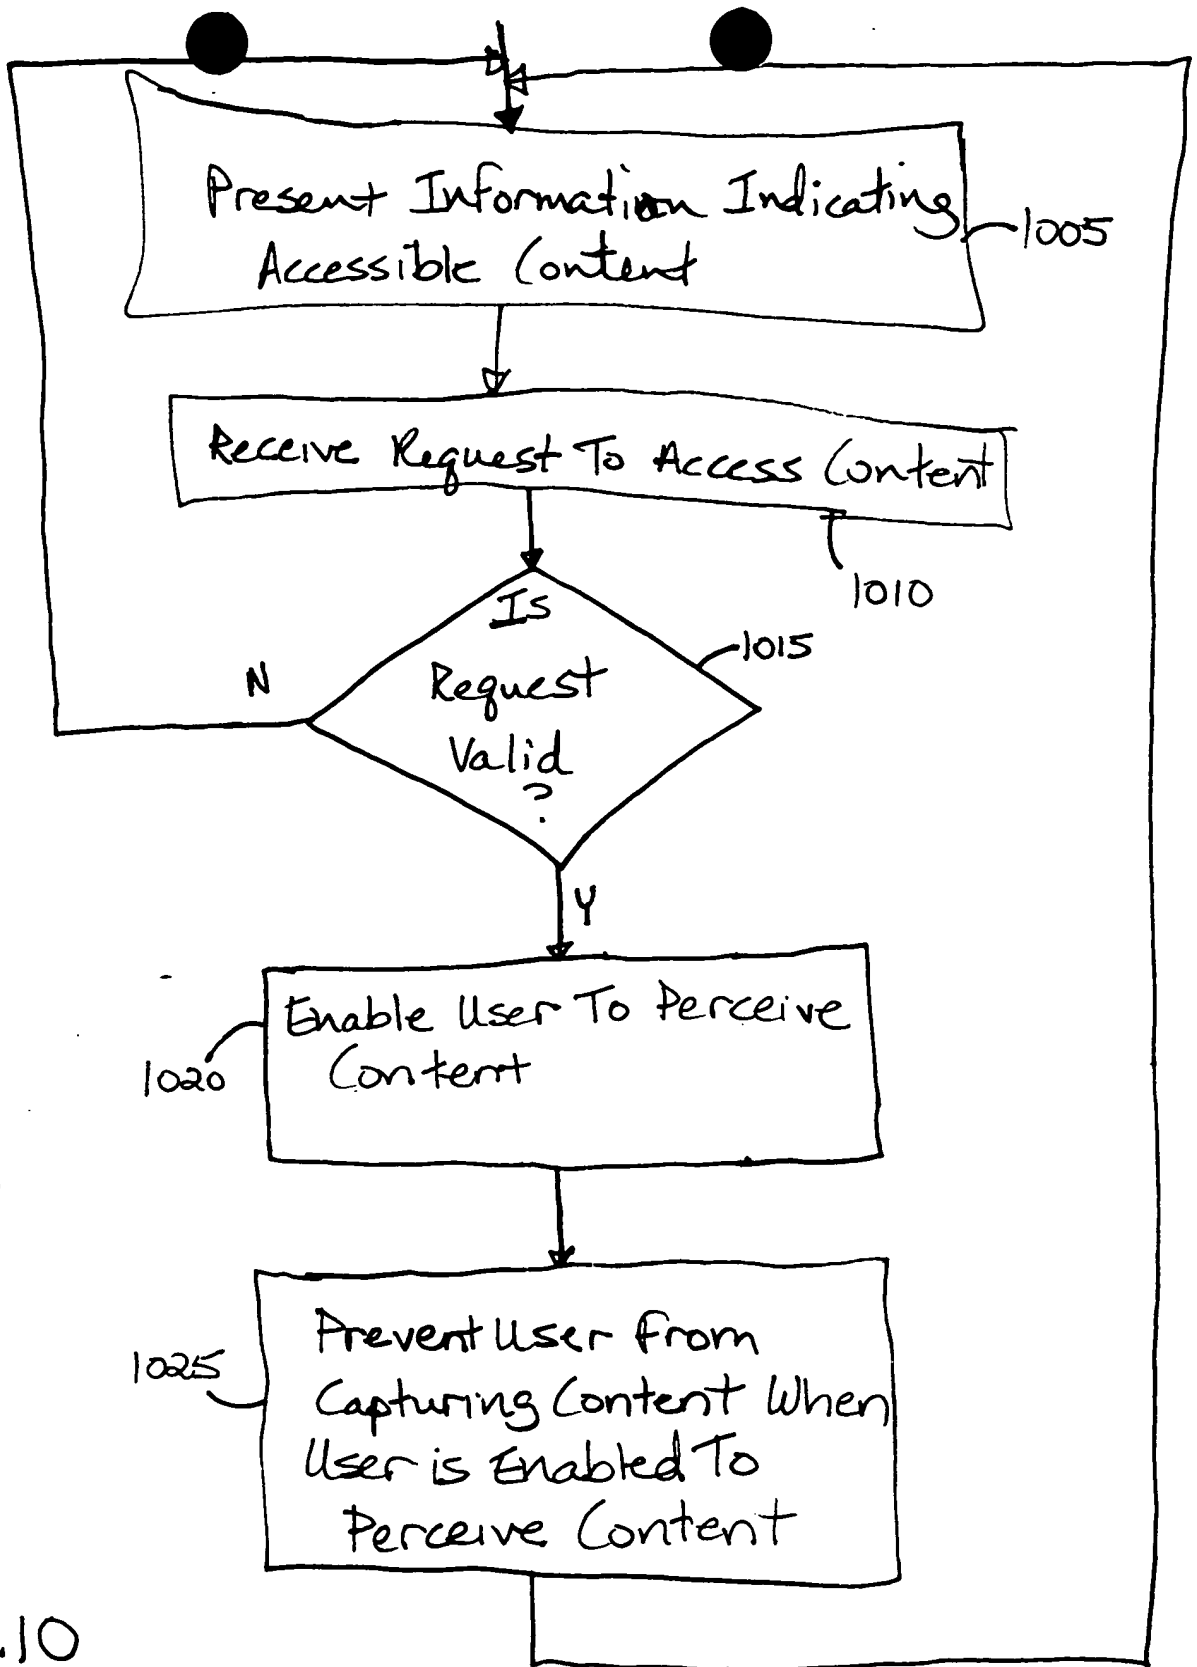 Present Information Indicating
Accessible Content
1005
Receive Request To Access Content
1010
Is
Request
Valid
?
1015
N
Y
Enable User To Perceive
Content
1020
Prevent User From
Capturing Content When
User is Enabled To
Perceive Content
1025
.10